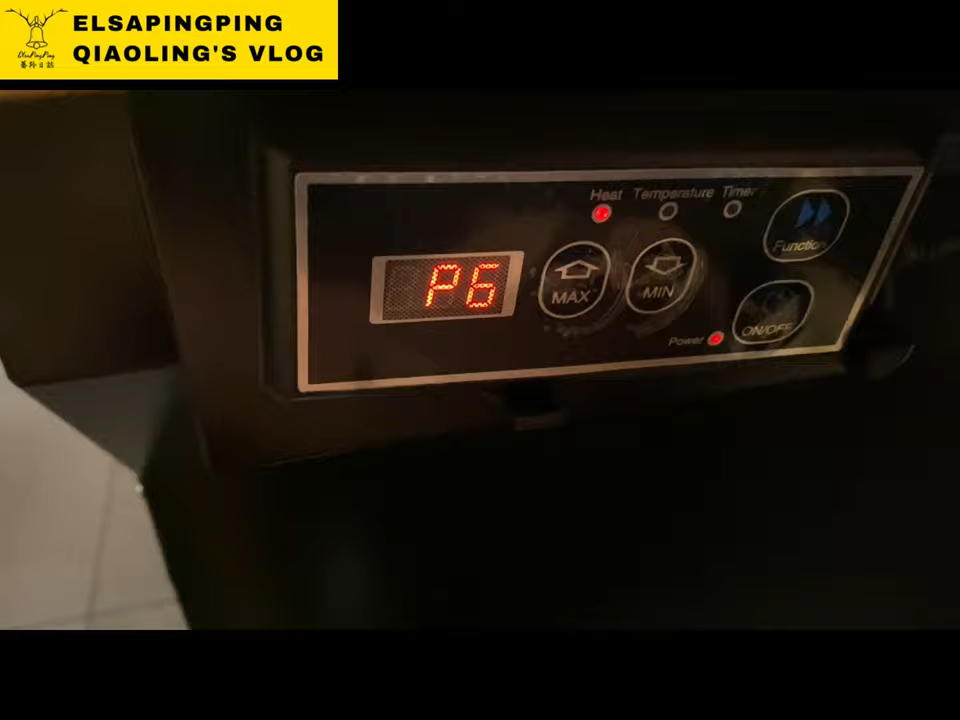 ELSAPINGPING
QIAOLING'S VLOG
ElsaPingPing
Heat Temperature Timer
Function
P6
MAX
MIN
ON/OFF
Power